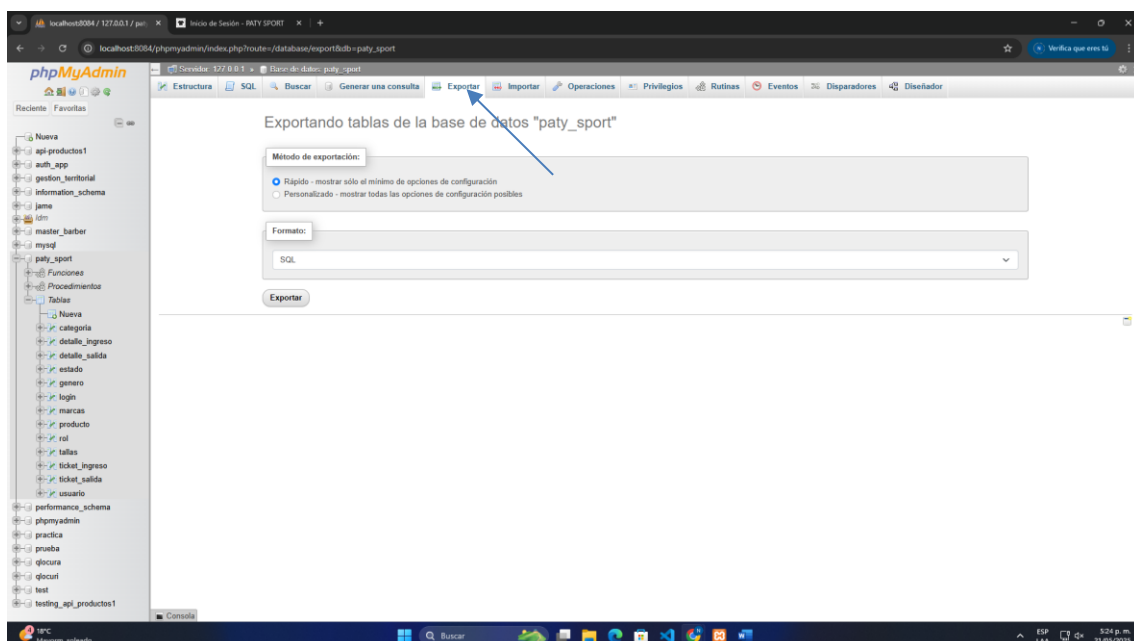 localhost:8084 / 127.0.0.1 / pat
Inicio de Sesión - PATY SPORT
localhost:8084/phpmyadmin/index.php?route=/database/export&db=paty_sport
Verifica que eres tú
phpMyAdmin
Servidor: 127.0.0.1 » Base de datos: paty_sport
Estructura SQL Buscar Generar una consulta Exportar Importar Operaciones Privilegios Rutinas Eventos Disparadores Diseñador
Reciente Favoritas
Nueva
api-productos1
auth_app
gestion_territorial
information_schema
jame
ldm
master_barber
mysql
paty_sport
Funciones
Procedimientos
Tablas
Nueva
categoria
detalle_ingreso
detalle_salida
estado
genero
login
marcas
producto
rol
tallas
ticket_ingreso
ticket_salida
usuario
performance_schema
phpmyadmin
practica
prueba
qlocura
qlocuri
test
testing_api_productos1
Exportando tablas de la base de datos "paty_sport"
Método de exportación:
Rápido - mostrar sólo el mínimo de opciones de configuración
Personalizado - mostrar todas las opciones de configuración posibles
Formato:
SQL
Exportar
Consola
18°C
Mayorm. soleado
Buscar
ESP
LAA
5:24 p. m.
21/05/2025